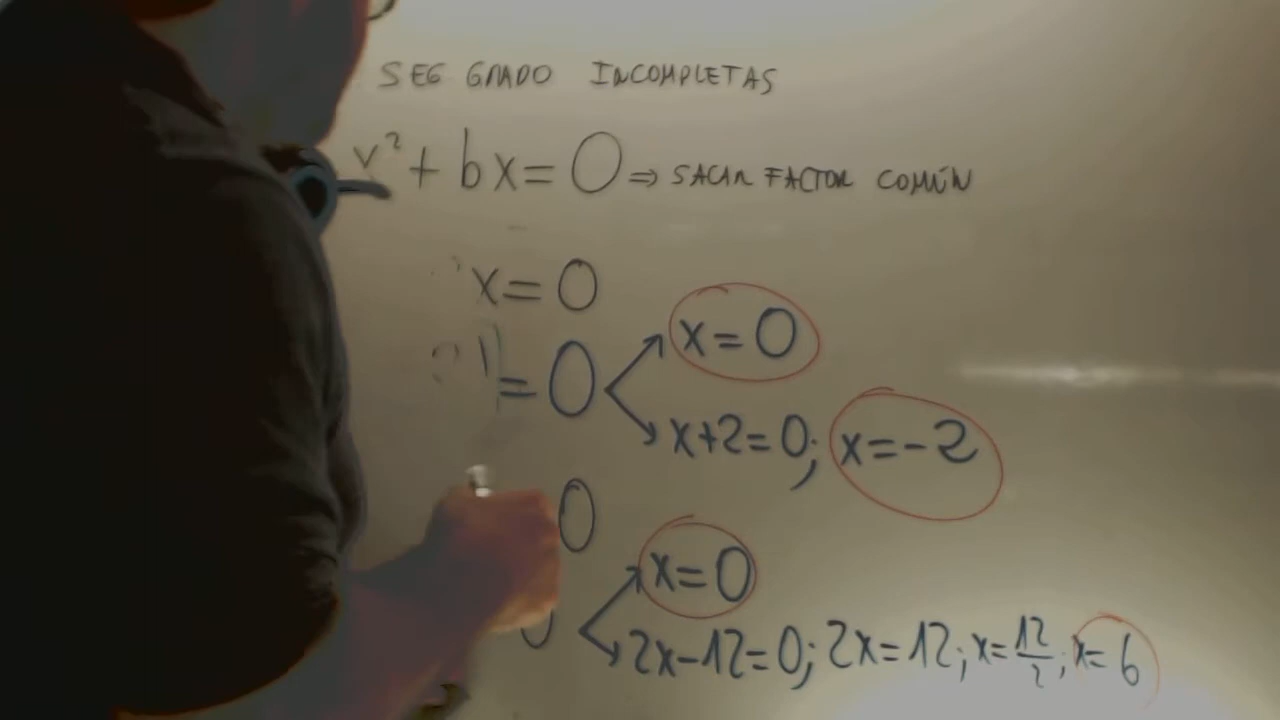 SEG GRADO INCOMPLETAS
x² + bx = 0 ⇒ SACAR FACTOR COMÚN
x = 0
= 0 x = 0
x+2 = 0; x = -2
0
x = 0
2x-12 = 0; 2x = 12; x = 12/2; x = 6